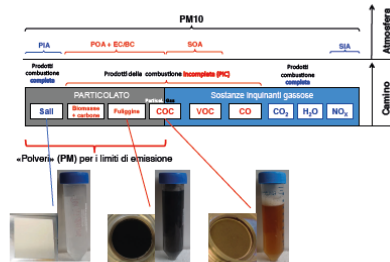 PM10
PIA
POA + EC/BC
SOA
SIA
Atmosfera
Prodotti
combustione
completa
Prodotti della combustione incompleta (PIC)
Prodotti
combustione
completa
PARTICOLATO
Sostanze inquinanti gassose
Sali
Biomasse
+ carbone
Fuliggine
COC
VOC
CO
CO2
H2O
NOX
Camino
«Polveri» (PM) per i limiti di emissione